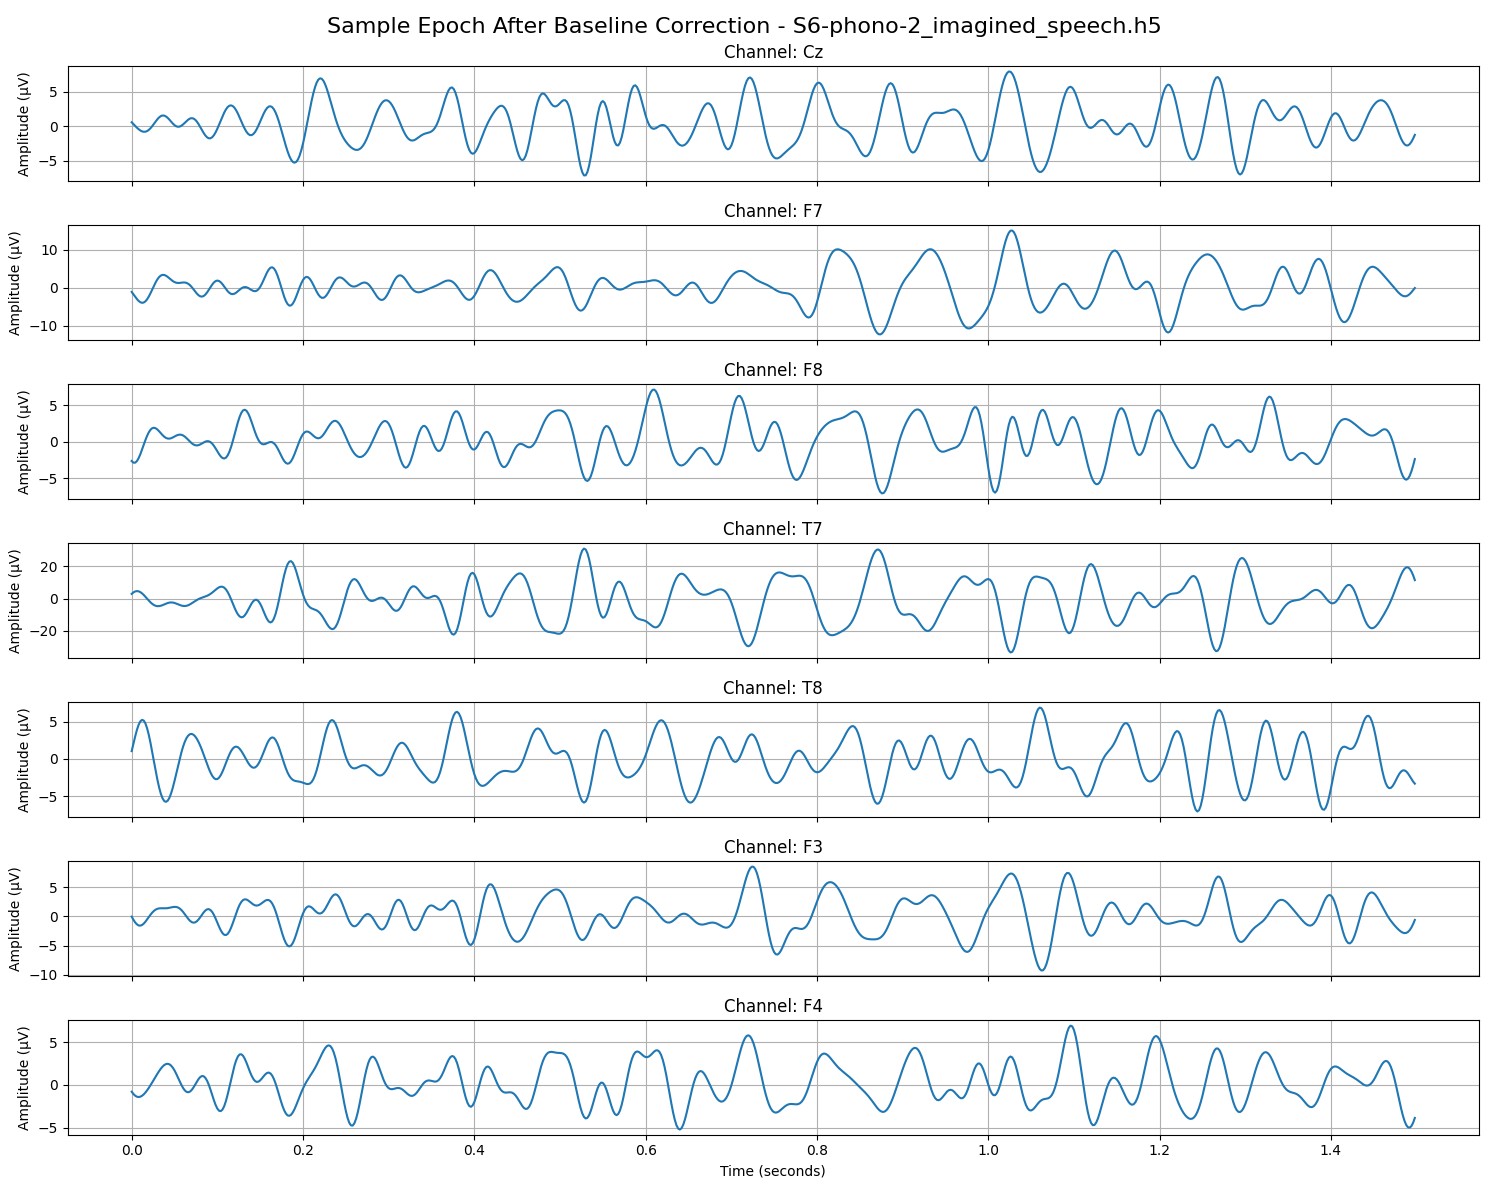 Sample Epoch After Baseline Correction - S6-phono-2_imagined_speech.h5
Channel: Cz
Amplitude (µV)
5
0
−5
Channel: F7
Amplitude (µV)
10
0
−10
Channel: F8
Amplitude (µV)
5
0
−5
Channel: T7
Amplitude (µV)
20
0
−20
Channel: T8
Amplitude (µV)
5
0
−5
Channel: F3
Amplitude (µV)
5
0
−5
−10
Channel: F4
Amplitude (µV)
5
0
−5
0.0 0.2 0.4 0.6 0.8 1.0 1.2 1.4
Time (seconds)